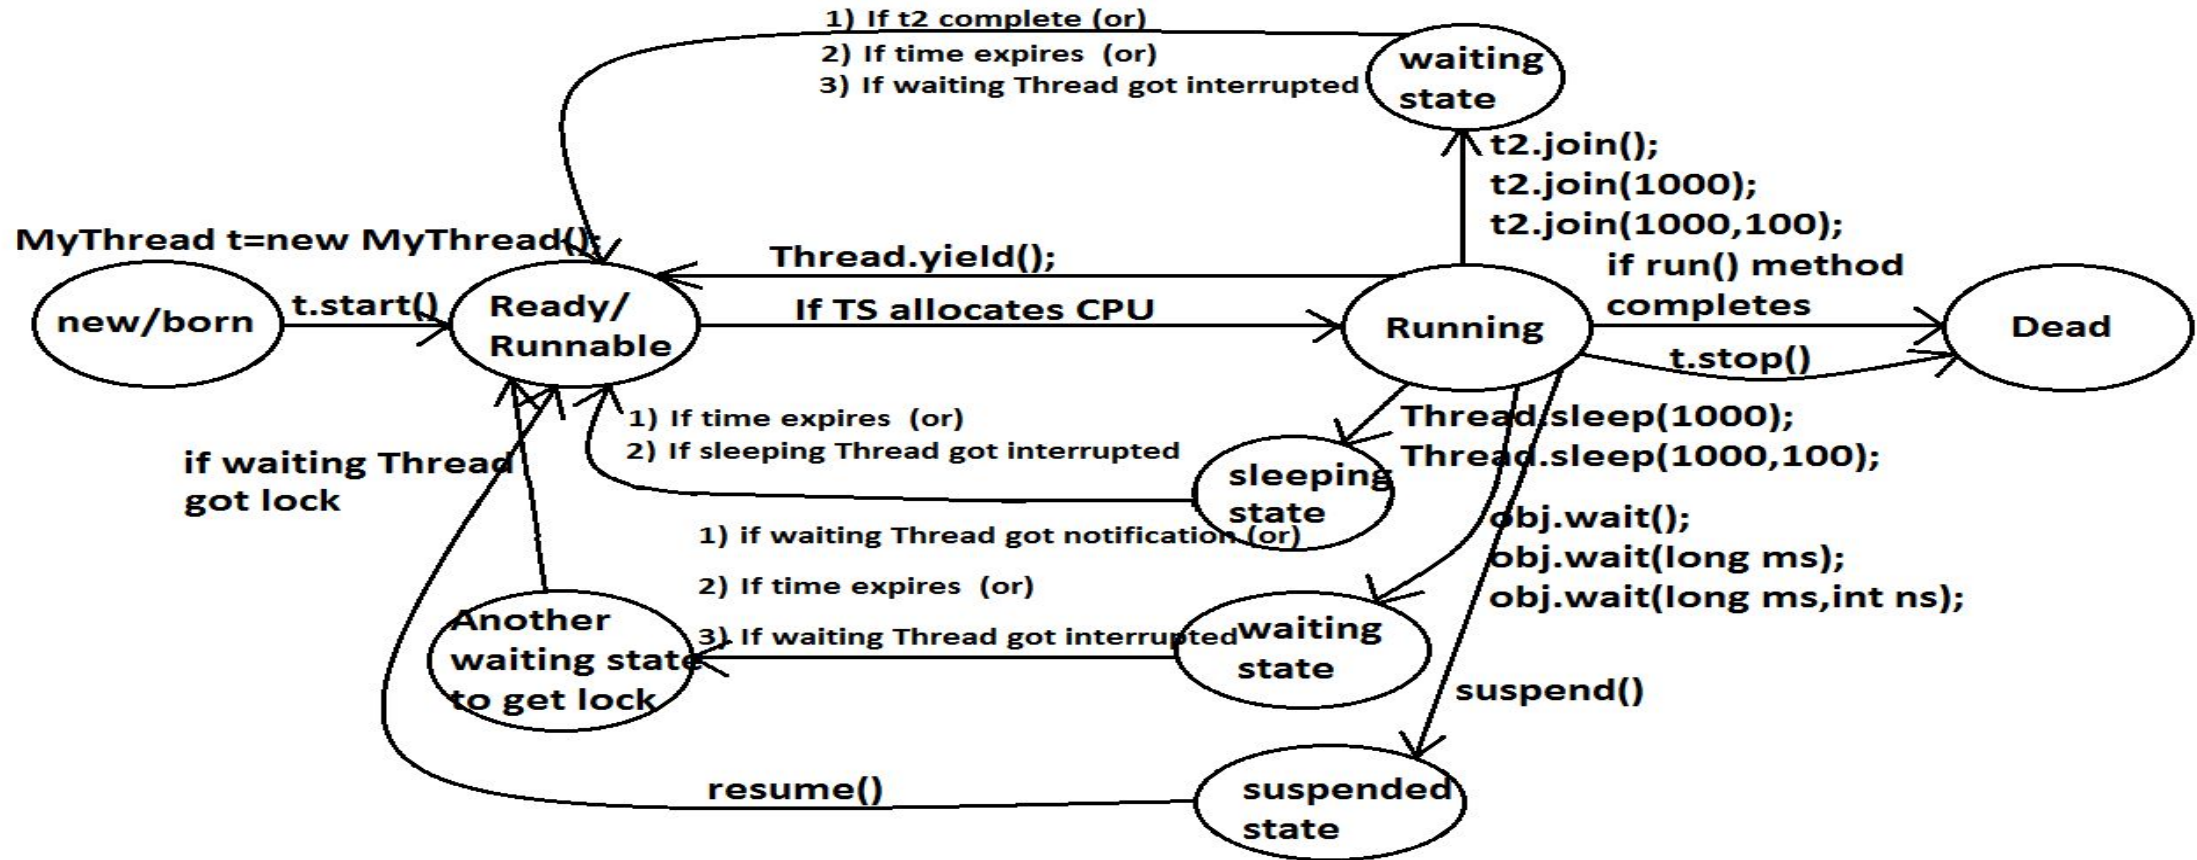 1) If t2 complete (or)
2) If time expires  (or)
3) If waiting Thread got interrupted
waiting
state
t2.join();
t2.join(1000);
t2.join(1000,100);
MyThread t=new MyThread();
new/born
t.start()
Ready/
Runnable
Thread.yield();
If TS allocates CPU
Running
if run() method
completes
t.stop()
Dead
1) If time expires  (or)
2) If sleeping Thread got interrupted
Thread.sleep(1000);
Thread.sleep(1000,100);
sleeping
state
if waiting Thread
got lock
1) if waiting Thread got notification (or)
2) If time expires  (or)
3) If waiting Thread got interrupted
obj.wait();
obj.wait(long ms);
obj.wait(long ms,int ns);
Another
waiting state
to get lock
waiting
state
suspend()
resume()
suspended
state